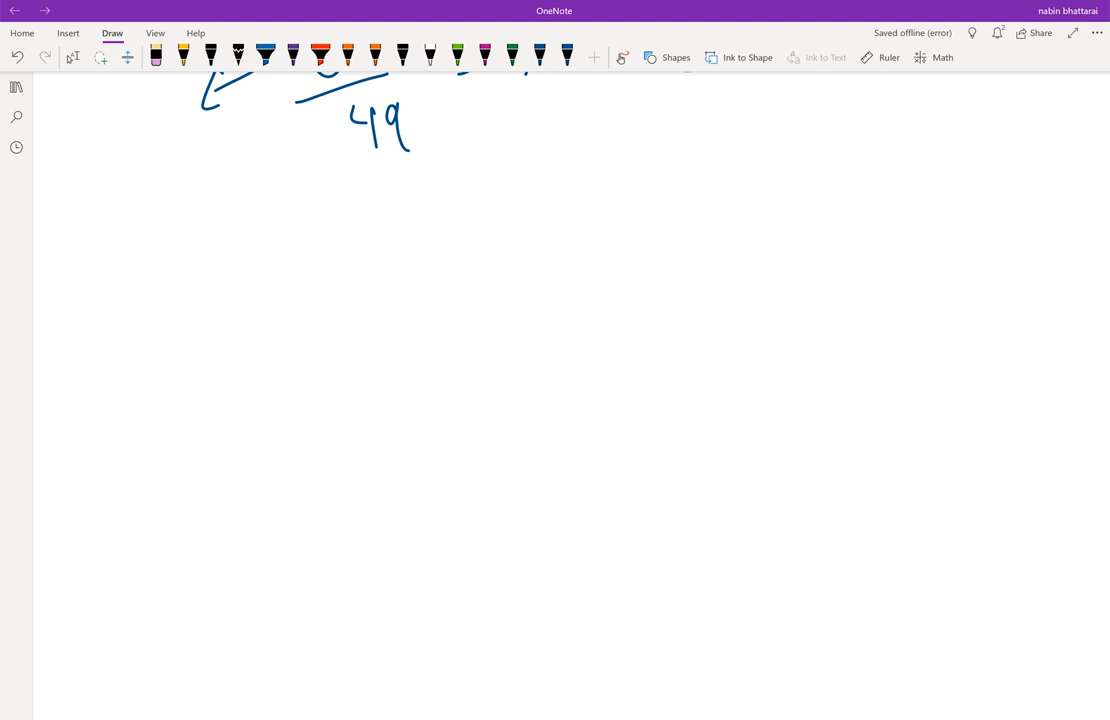 OneNote
nabin bhattarai
Home Insert Draw View Help
Saved offline (error)
2
Share
Shapes
Ink to Shape
Ink to Text
Ruler
Math
49